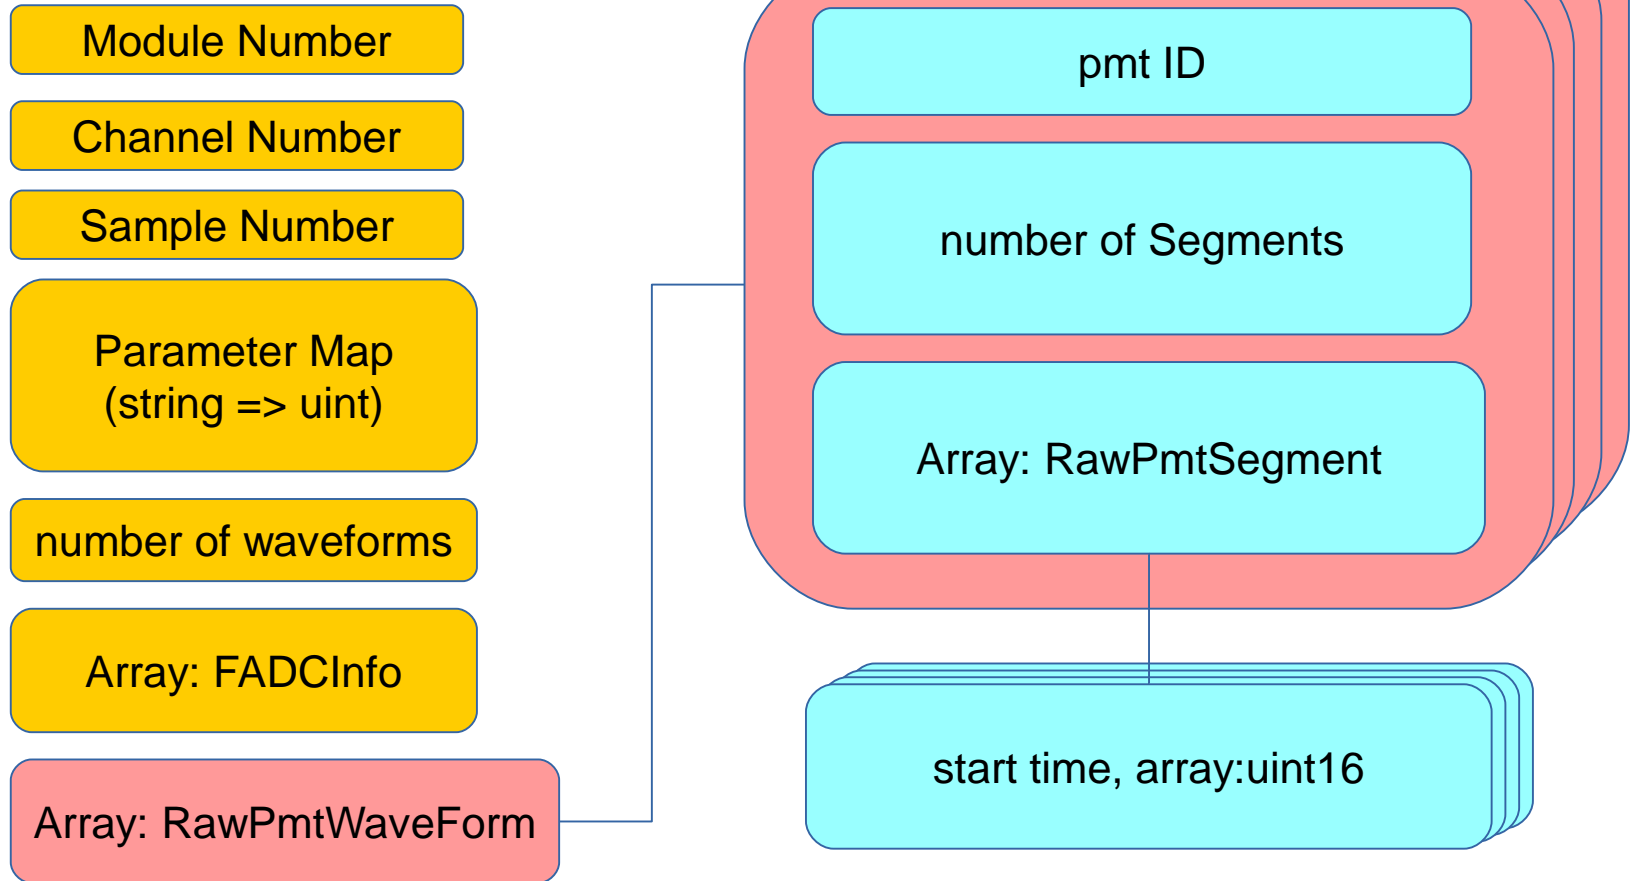 Module Number
Channel Number
Sample Number
Parameter Map
(string => uint)
number of waveforms
Array: FADCInfo
Array: RawPmtWaveForm
pmt ID
number of Segments
Array: RawPmtSegment
start time, array:uint16